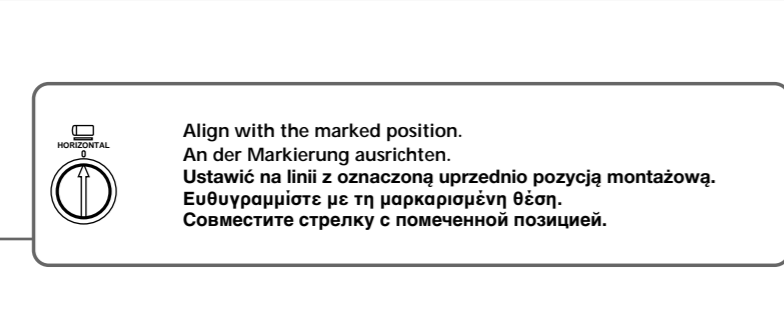 HORIZONTAL
0
Align with the marked position.
An der Markierung ausrichten.
Ustawić na linii z oznaczoną uprzednio pozycją montażową.
Ευθυγραμμίστε με τη μαρκαρισμένη θέση.
Совместите стрелку с помеченной позицией.